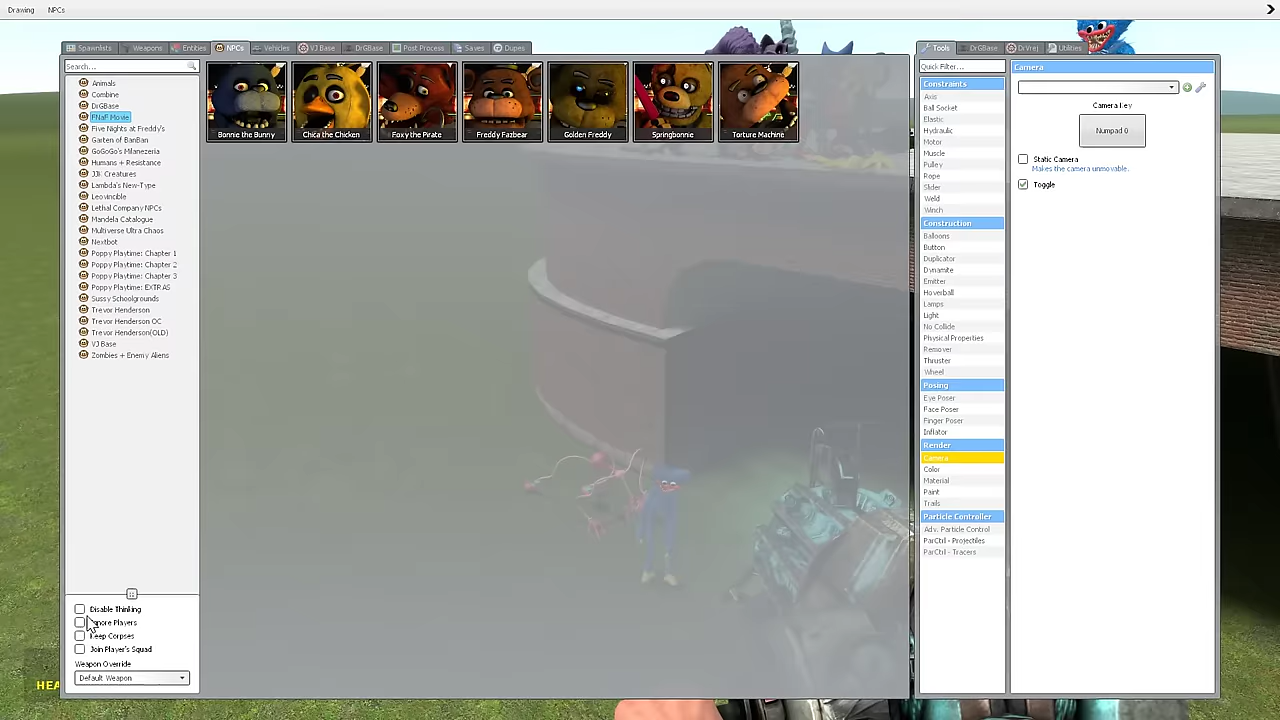 Drawing NPCs
Spawnlists Weapons Entities NPCs Vehicles VJ Base DrGBase Post Process Saves Dupes
Search...
Animals
Combine
DrGBase
FNaF Movie
Five Nights at Freddy's
Garten of BanBan
GoGoGo's Milanezeria
Humans + Resistance
JJK Creatures
Lambda's New-Type
Leovincible
Lethal Company NPCs
Mandela Catalogue
Multiverse Ultra Chaos
Nextbot
Poppy Playtime: Chapter 1
Poppy Playtime: Chapter 2
Poppy Playtime: Chapter 3
Poppy Playtime: EXTRAS
Sussy Schoolgrounds
Trevor Henderson
Trevor Henderson OC
Trevor Henderson(OLD)
VJ Base
Zombies + Enemy Aliens
Disable Thinking
Ignore Players
Keep Corpses
Join Player's Squad
Weapon Override
Default Weapon
HEA
Bonnie the Bunny
Chica the Chicken
Foxy the Pirate
Freddy Fazbear
Golden Freddy
Springbonnie
Torture Machine
Tools DrGBase DrVrej Utilities
Quick Filter...
Constraints
Axis
Ball Socket
Elastic
Hydraulic
Motor
Muscle
Pulley
Rope
Slider
Weld
Winch
Construction
Balloons
Button
Duplicator
Dynamite
Emitter
Hoverball
Lamps
Light
No Collide
Physical Properties
Remover
Thruster
Wheel
Posing
Eye Poser
Face Poser
Finger Poser
Inflator
Render
Camera
Color
Material
Paint
Trails
Particle Controller
Adv. Particle Control
ParCtrl - Projectiles
ParCtrl - Tracers
Camera
Camera Key
Numpad 0
Static Camera
Makes the camera unmovable.
Toggle